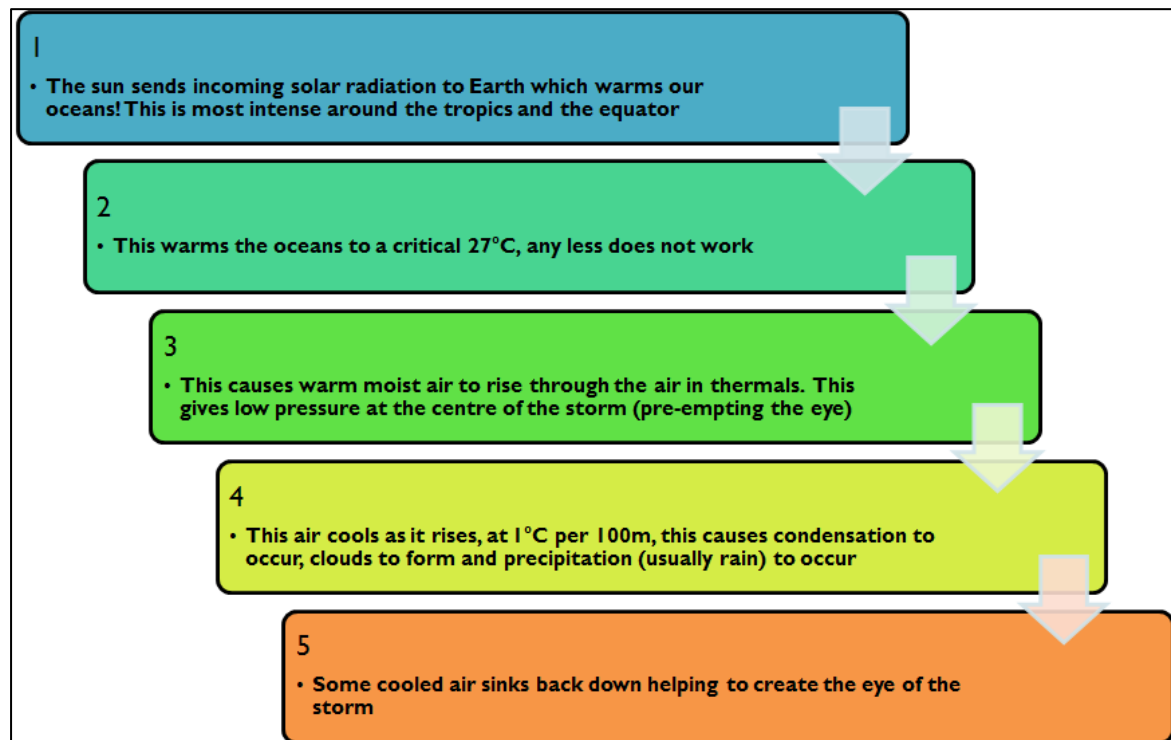 1
• The sun sends incoming solar radiation to Earth which warms our
oceans! This is most intense around the tropics and the equator
2
• This warms the oceans to a critical 27°C, any less does not work
3
• This causes warm moist air to rise through the air in thermals. This
gives low pressure at the centre of the storm (pre-empting the eye)
4
• This air cools as it rises, at 1°C per 100m, this causes condensation to
occur, clouds to form and precipitation (usually rain) to occur
5
• Some cooled air sinks back down helping to create the eye of the
storm